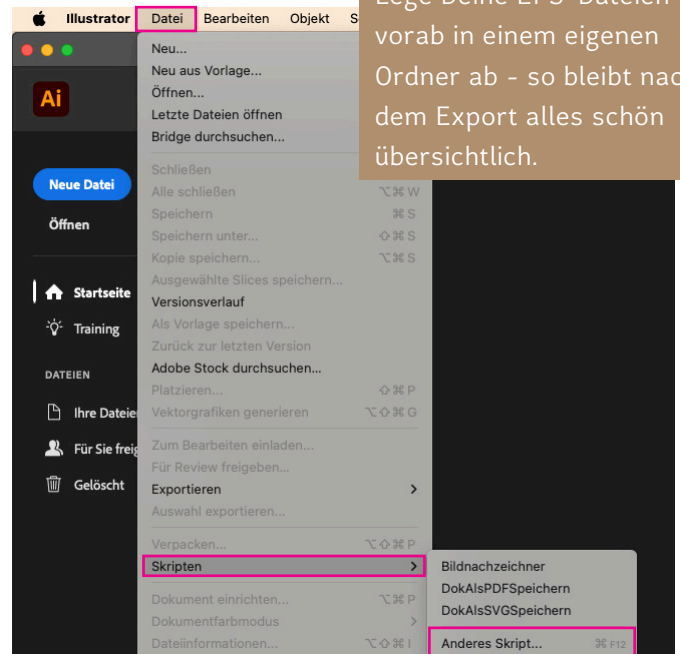 Illustrator Datei Bearbeiten Objekt
Lege Deine EPS-Dateien
vorab in einem eigenen
Ordner ab - so bleibt
dem Export alles schön
übersichtlich.
Ai
Neue Datei
Öffnen
Startseite
Training
DATEIEN
Ihre
Für Sie
Gelöscht
Neu...
Neu aus Vorlage...
Öffnen...
Letzte Dateien öffnen
Bridge durchsuchen...
Schließen
Alle schließen ⌥⌘ W
Speichern ⌘ S
Speichern unter... ⇧⌘ S
Kopie speichern... ⌥⌘ S
Ausgewählte Slices speichern...
Versionsverlauf
Als Vorlage speichern...
Zurück zur letzten Version
Adobe Stock durchsuchen...
Platzieren... ⇧⌘ P
Vektorgrafiken generieren ⌥⇧⌘ G
Zum Bearbeiten einladen...
Für Review freigeben...
Exportieren >
Auswahl exportieren...
Verpacken... ⌥⇧⌘ P
Skripten >
Dokument einrichten... ⌥⌘ P
Dokumentfarbmodus >
Dateiinformationen... ⌥⇧⌘ I
Bildnachzeichner
DokAlsPDFSpeichern
DokAlsSVGSpeichern
Anderes Skript... ⌘ F12